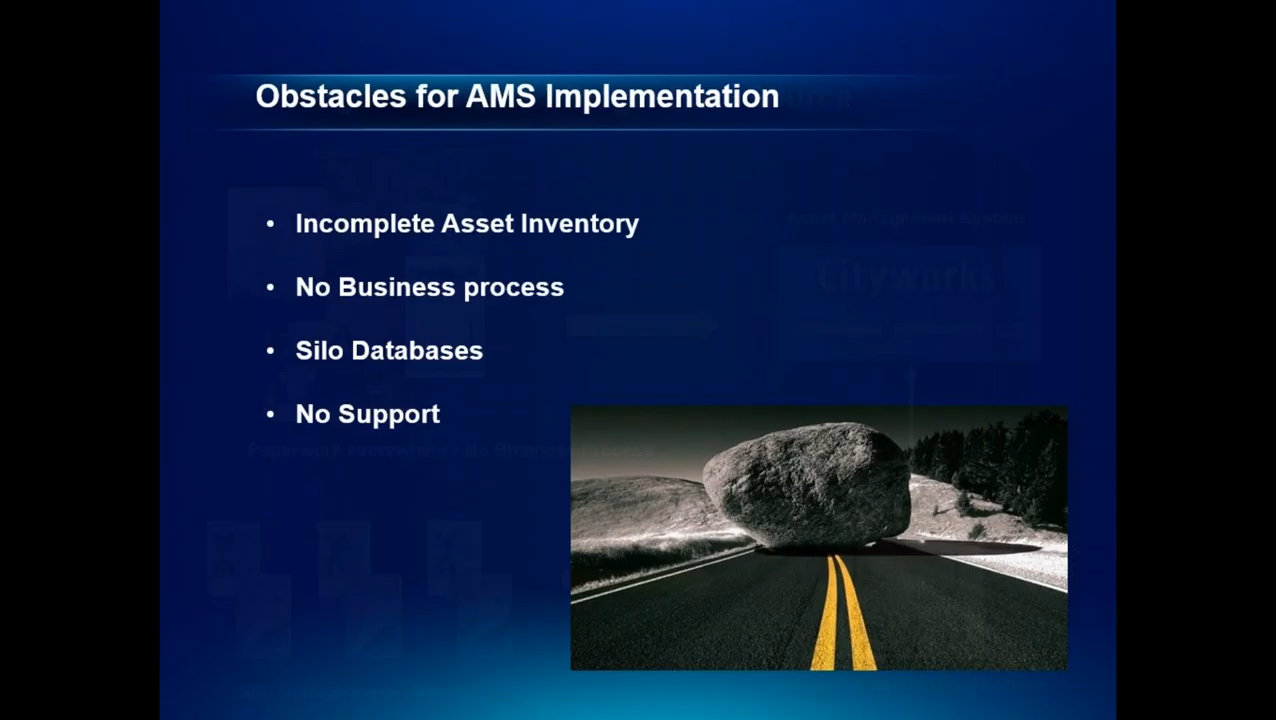 Obstacles for AMS Implementation
• Incomplete Asset Inventory
• No Business process
• Silo Databases
• No Support